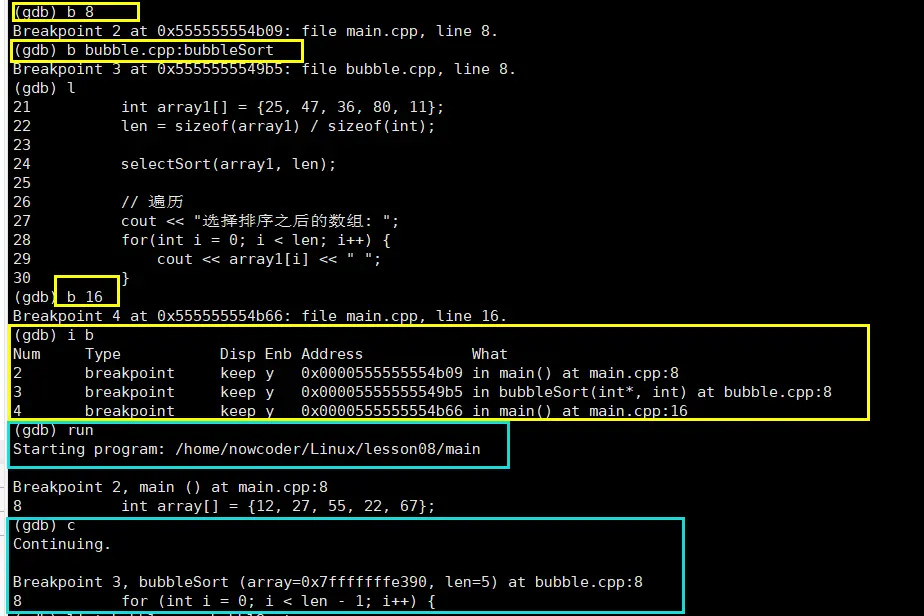 (gdb) b 8
Breakpoint 2 at 0x555555554b09: file main.cpp, line 8.
(gdb) b bubble.cpp:bubbleSort
Breakpoint 3 at 0x5555555549b5: file bubble.cpp, line 8.
(gdb) l
21          int array1[] = {25, 47, 36, 80, 11};
22          len = sizeof(array1) / sizeof(int);
23
24          selectSort(array1, len);
25
26          // 遍历
27          cout << "选择排序之后的数组: ";
28          for(int i = 0; i < len; i++) {
29              cout << array1[i] << " ";
30          }
(gdb) b 16
Breakpoint 4 at 0x555555554b66: file main.cpp, line 16.
(gdb) i b
Num     Type           Disp Enb Address            What
2       breakpoint     keep y   0x0000555555554b09 in main() at main.cpp:8
3       breakpoint     keep y   0x00005555555549b5 in bubbleSort(int*, int) at bubble.cpp:8
4       breakpoint     keep y   0x0000555555554b66 in main() at main.cpp:16
(gdb) run
Starting program: /home/nowcoder/Linux/lesson08/main
Breakpoint 2, main () at main.cpp:8
8           int array[] = {12, 27, 55, 22, 67};
(gdb) c
Continuing.
Breakpoint 3, bubbleSort (array=0x7fffffffe390, len=5) at bubble.cpp:8
8           for (int i = 0; i < len - 1; i++) {